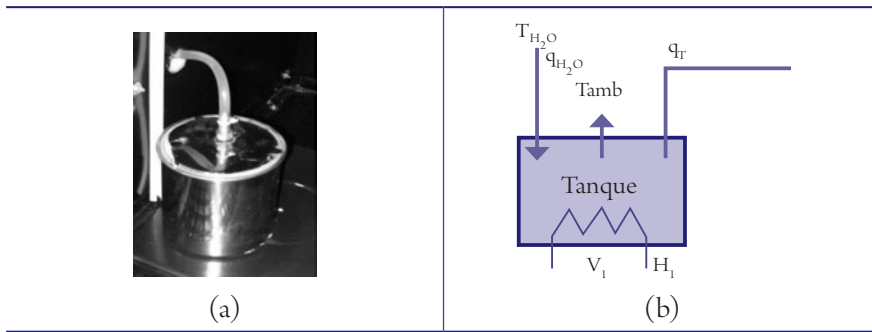 T_H₂O
q_H₂O
q_T
Tamb
Tanque
V₁ H₁
(a) (b)